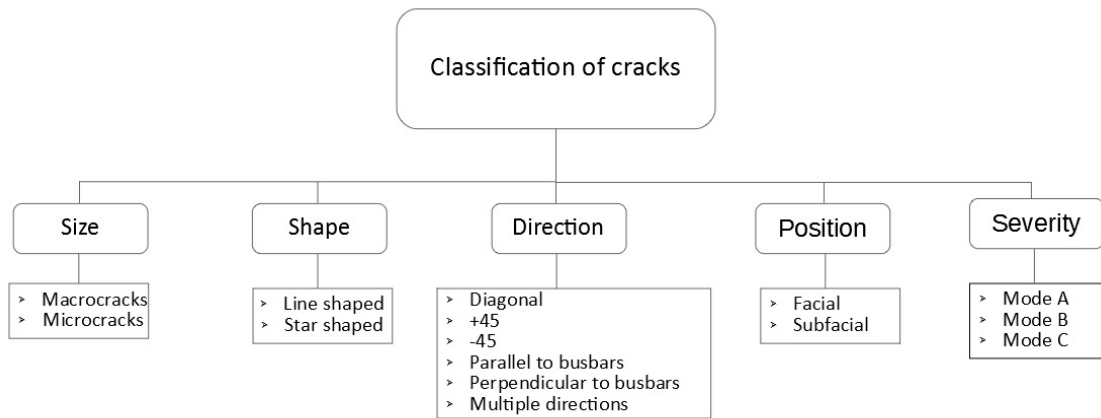 Classification of cracks
Size
Shape
Direction
Position
Severity
➢ Macrocracks
➢ Microcracks
➢ Line shaped
➢ Star shaped
➢ Diagonal
➢ +45
➢ -45
➢ Parallel to busbars
➢ Perpendicular to busbars
➢ Multiple directions
➢ Facial
➢ Subfacial
➢ Mode A
➢ Mode B
➢ Mode C